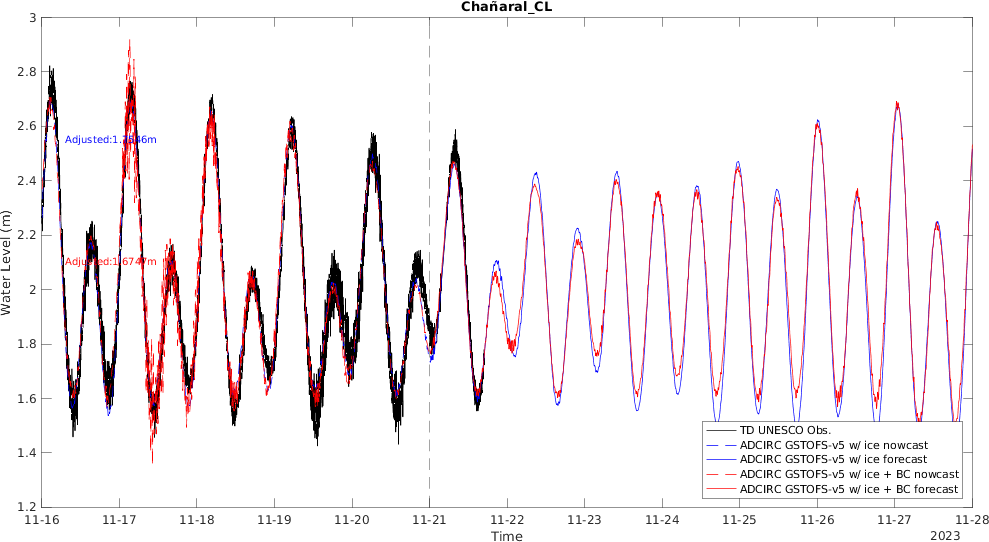 Chañaral_CL
3
2.8
2.6
2.4
2.2
2
1.8
1.6
1.4
1.2
Water Level (m)
Adjusted:1.2546m
Adjusted:1.6747m
TD UNESCO Obs.
ADCIRC GSTOFS-v5 w/ ice nowcast
ADCIRC GSTOFS-v5 w/ ice forecast
ADCIRC GSTOFS-v5 w/ ice + BC nowcast
ADCIRC GSTOFS-v5 w/ ice + BC forecast
11-16 11-17 11-18 11-19 11-20 11-21 11-22 11-23 11-24 11-25 11-26 11-27 11-28
Time
2023